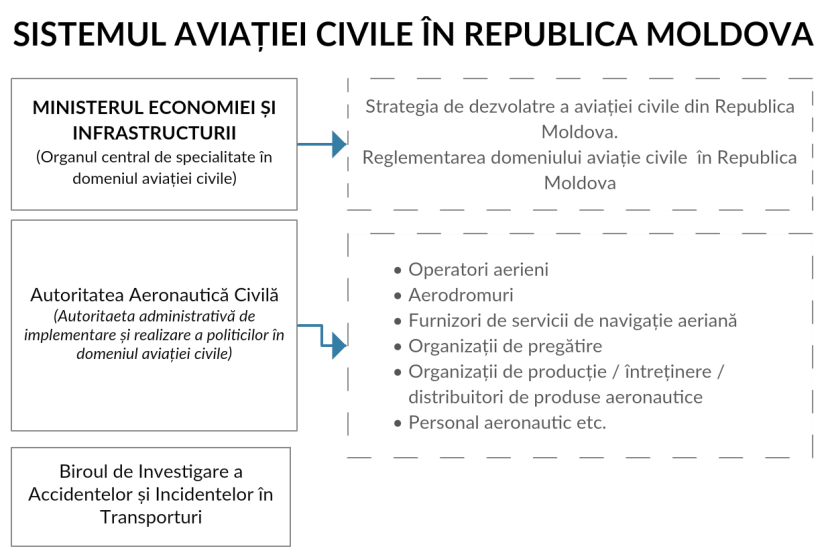 SISTEMUL AVIAȚIEI CIVILE ÎN REPUBLICA MOLDOVA
MINISTERUL ECONOMIEI ȘI
INFRASTRUCTURII
(Organul central de specialitate în
domeniul aviației civile)
Strategia de dezvolatre a aviației civile din Republica
Moldova.
Reglementarea domeniului aviație civile în Republica
Moldova
Autoritatea Aeronautică Civilă
(Autoritaeta administrativă de
implementare și realizare a politicilor în
domeniul aviației civile)
• Operatori aerieni
• Aerodromuri
• Furnizori de servicii de navigație aeriană
• Organizații de pregătire
• Organizații de producție / întreținere /
distribuitori de produse aeronautice
• Personal aeronautic etc.
Biroul de Investigare a
Accidentelor și Incidentelor în
Transporturi